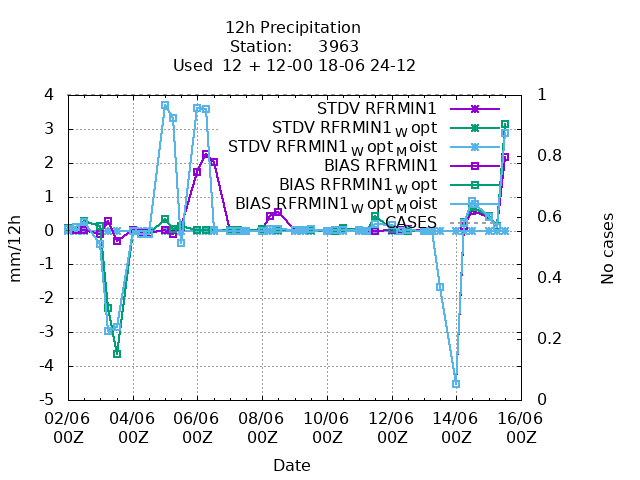 12h Precipitation
Station: 3963
Used 12 + 12-00 18-06 24-12
4
3
2
1
0
-1
-2
-3
-4
-5
mm/12h
1
0.8
0.6
0.4
0.2
0
No cases
STDV RFRMIN1
STDV RFRMIN1_W opt
STDV RFRMIN1_W opt_M oist
BIAS RFRMIN1
BIAS RFRMIN1_W opt
BIAS RFRMIN1_W opt_M oist
CASES
02/06 04/06 06/06 08/06 10/06 12/06 14/06 16/06
00Z 00Z 00Z 00Z 00Z 00Z 00Z 00Z
Date